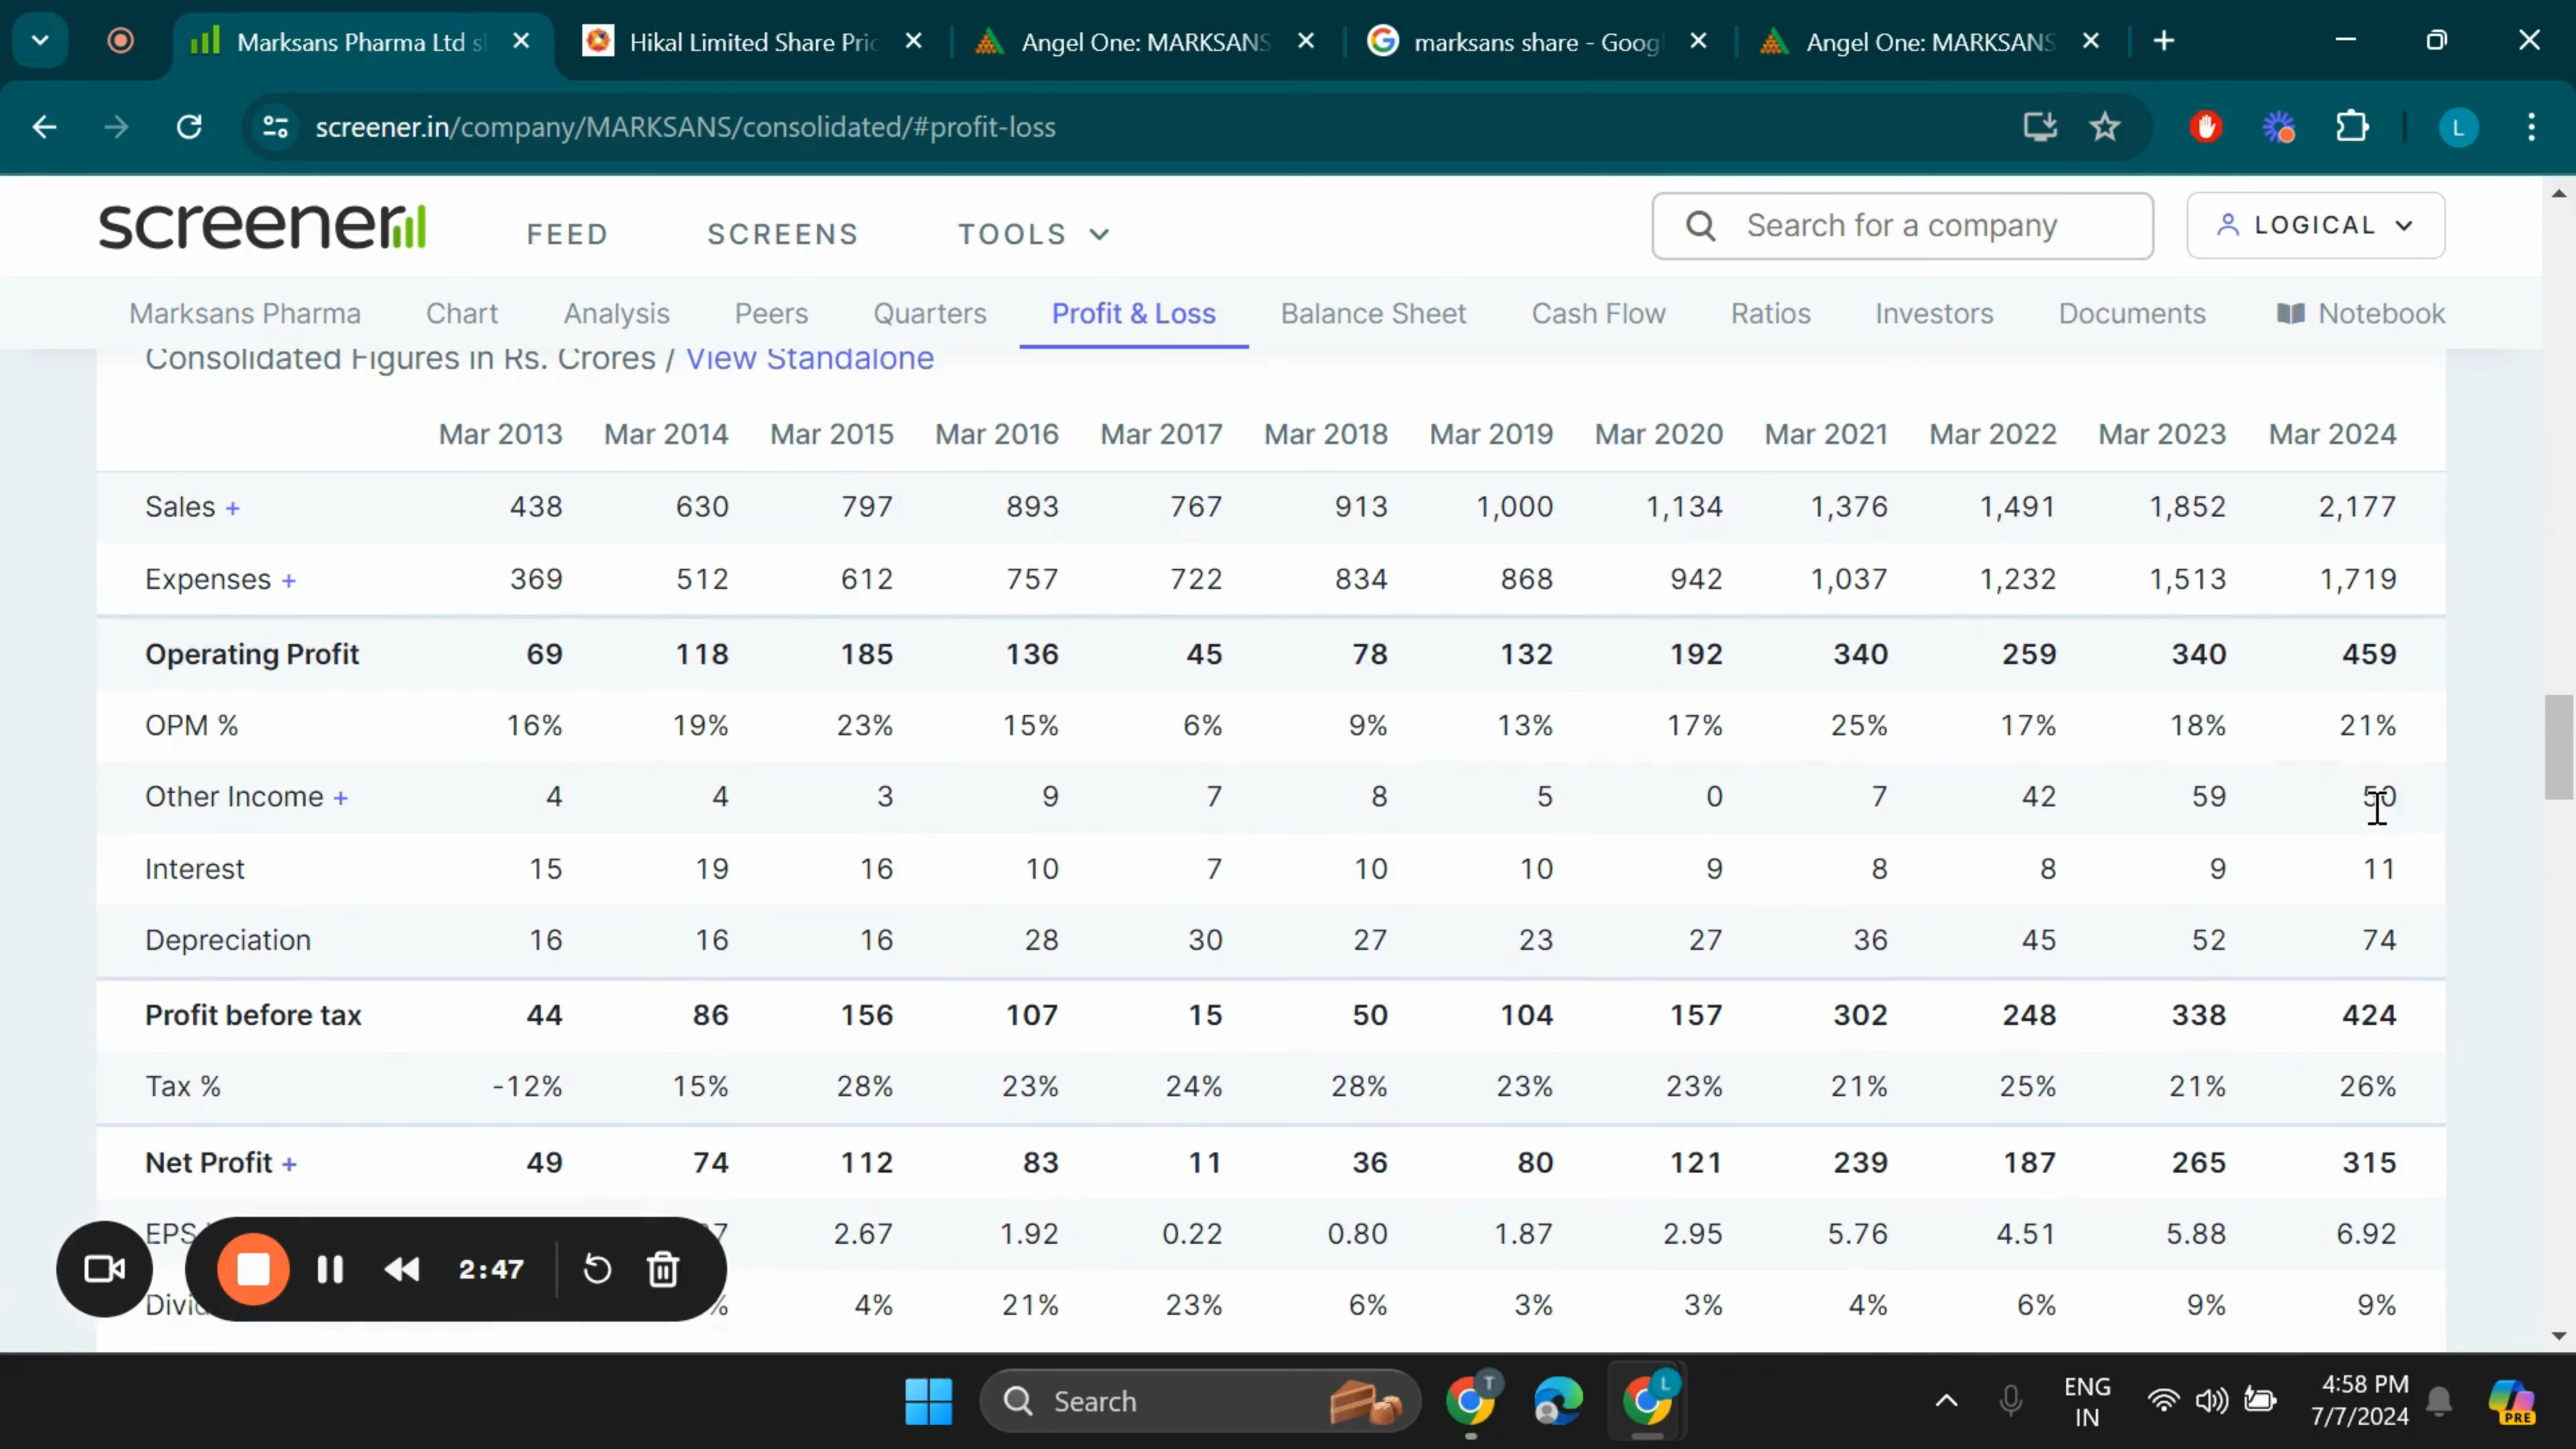 Marksans Pharma Ltd s
Hikal Limited Share Pric
Angel One: MARKSANS
marksans share - Goog
Angel One: MARKSANS
screener.in/company/MARKSANS/consolidated/#profit-loss
L
screener
FEED
SCREENS
TOOLS
Search for a company
LOGICAL
Marksans Pharma
Chart
Analysis
Peers
Quarters
Profit & Loss
Balance Sheet
Cash Flow
Ratios
Investors
Documents
Notebook
Consolidated Figures in Rs. Crores / View Standalone
Mar 2013 Mar 2014 Mar 2015 Mar 2016 Mar 2017 Mar 2018 Mar 2019 Mar 2020 Mar 2021 Mar 2022 Mar 2023 Mar 2024
Sales + 438 630 797 893 767 913 1,000 1,134 1,376 1,491 1,852 2,177
Expenses + 369 512 612 757 722 834 868 942 1,037 1,232 1,513 1,719
Operating Profit 69 118 185 136 45 78 132 192 340 259 340 459
OPM % 16% 19% 23% 15% 6% 9% 13% 17% 25% 17% 18% 21%
Other Income + 4 4 3 9 7 8 5 0 7 42 59 50
Interest 15 19 16 10 7 10 10 9 8 8 9 11
Depreciation 16 16 16 28 30 27 23 27 36 45 52 74
Profit before tax 44 86 156 107 15 50 104 157 302 248 338 424
Tax % -12% 15% 28% 23% 24% 28% 23% 23% 21% 25% 21% 26%
Net Profit + 49 74 112 83 11 36 80 121 239 187 265 315
EPS 7 2.67 1.92 0.22 0.80 1.87 2.95 5.76 4.51 5.88 6.92
% 4% 21% 23% 6% 3% 3% 4% 6% 9% 9%
2:47
Search
T
L
ENG
IN
4:58 PM
7/7/2024
PRE